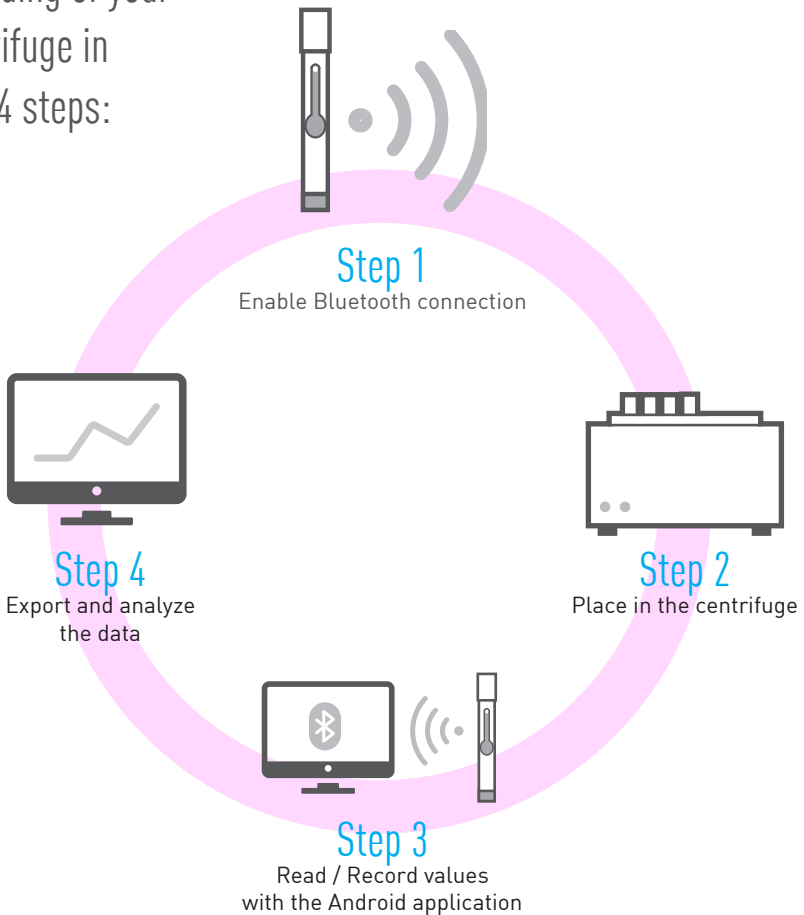 your
in
4 steps:
Step 1
Enable Bluetooth connection
Step 4
Export and analyze
the data
Step 2
Place in the centrifuge
Step 3
Read / Record values
with the Android application